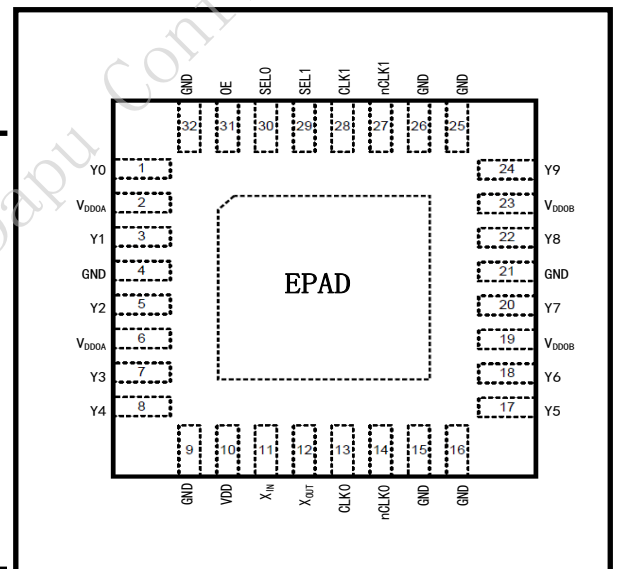 Dapu Con
GND OE SEL0 SEL1 CLK1 nCLK1 GND GND
32 31 30 29 28 27 26 25
Y0 1 24 Y9
VDDOA 2 23 VDDOB
Y1 3 22 Y8
GND 4 21 GND
EPAD
Y2 5 20 Y7
VDDOA 6 19 VDDOB
Y3 7 18 Y6
Y4 8 17 Y5
9 10 11 12 13 14 15 16
GND VDD XIN XOUT CLK0 nCLK0 GND GND